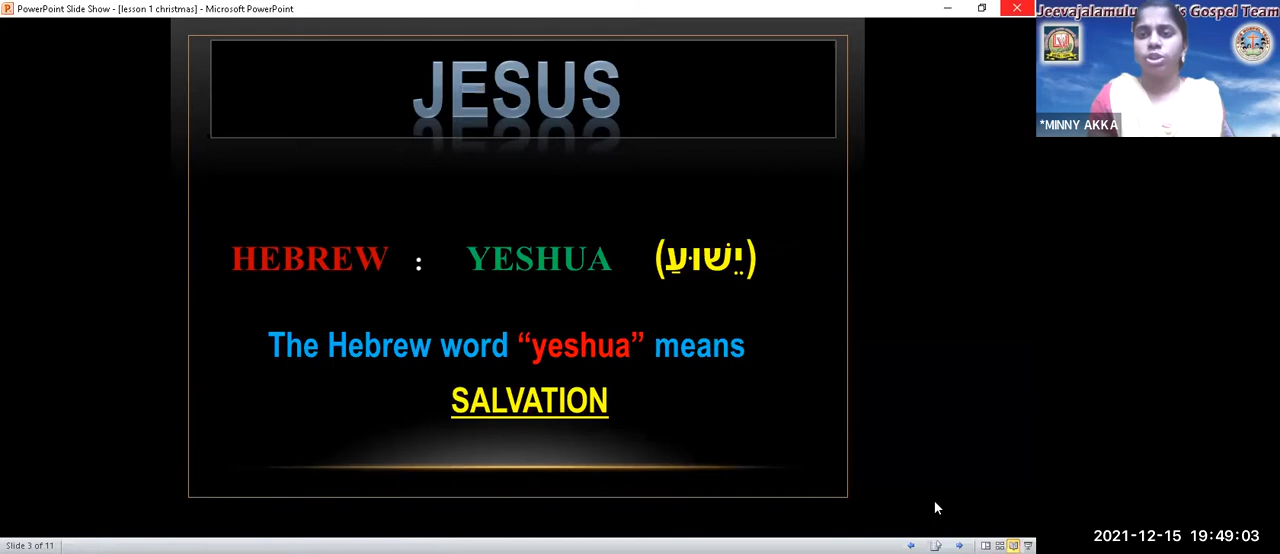 PowerPoint Slide Show - [lesson 1 christmas] - Microsoft PowerPoint
Jeevajalamulu Gospel Team
*MINNY AKKA
JESUS
HEBREW : YESHUA (יֵשׁוּעַ)
The Hebrew word “yeshua” means
SALVATION
Slide 3 of 11
2021-12-15 19:49:03